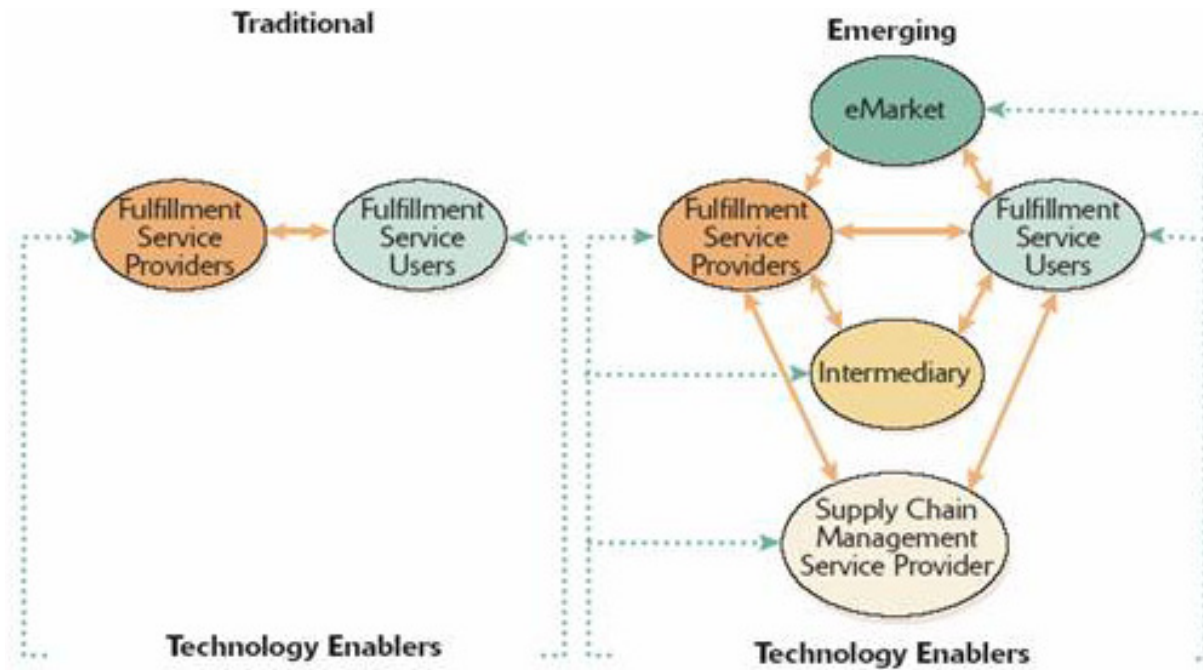 Traditional
Fulfillment
Service
Providers
Fulfillment
Service
Users
Technology Enablers
Emerging
eMarket
Fulfillment
Service
Providers
Fulfillment
Service
Users
Intermediary
Supply Chain
Management
Service Provider
Technology Enablers